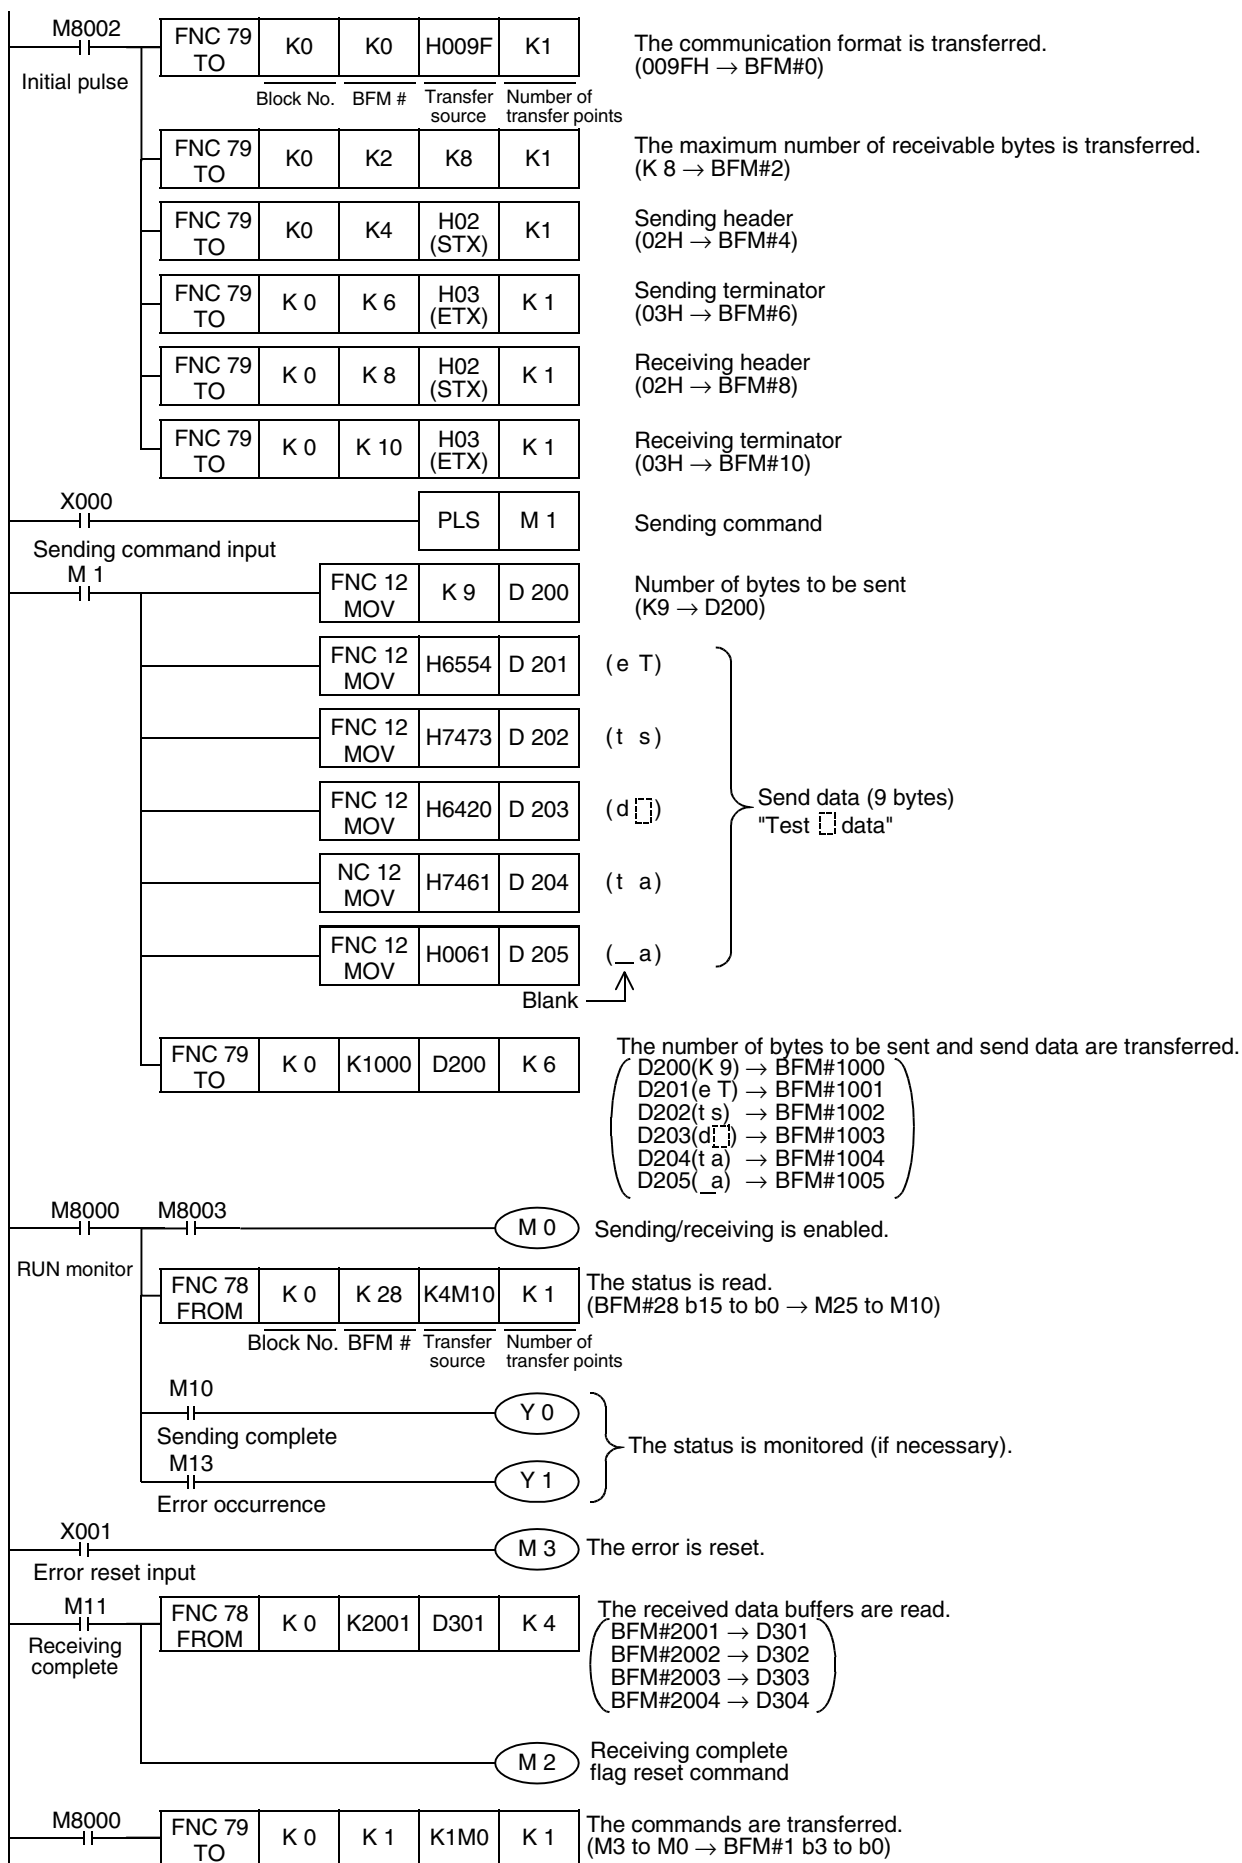 M8002
Initial pulse
FNC 79
TO
K0
K0
H009F
K1
The communication format is transferred.
(009FH → BFM#0)
Block No.
BFM #
Transfer
source
Number of
transfer points
FNC 79
TO
K0
K2
K8
K1
The maximum number of receivable bytes is transferred.
(K 8 → BFM#2)
FNC 79
TO
K0
K4
H02
(STX)
K1
Sending header
(02H → BFM#4)
FNC 79
TO
K 0
K 6
H03
(ETX)
K 1
Sending terminator
(03H → BFM#6)
FNC 79
TO
K 0
K 8
H02
(STX)
K 1
Receiving header
(02H → BFM#8)
FNC 79
TO
K 0
K 10
H03
(ETX)
K 1
Receiving terminator
(03H → BFM#10)
X000
Sending command input
PLS
M 1
Sending command
M 1
FNC 12
MOV
K 9
D 200
Number of bytes to be sent
(K9 → D200)
FNC 12
MOV
H6554
D 201
(e T)
FNC 12
MOV
H7473
D 202
(t s)
FNC 12
MOV
H6420
D 203
(d )
Send data (9 bytes)
"Test data"
NC 12
MOV
H7461
D 204
(t a)
FNC 12
MOV
H0061
D 205
(_ a)
Blank
FNC 79
TO
K 0
K1000
D200
K 6
The number of bytes to be sent and send data are transferred.
D200(K 9) → BFM#1000
D201(e T) → BFM#1001
D202(t s) → BFM#1002
D203(d ) → BFM#1003
D204(t a) → BFM#1004
D205(_a) → BFM#1005
M8000
M8003
RUN monitor
M 0
Sending/receiving is enabled.
FNC 78
FROM
K 0
K 28
K4M10
K 1
The status is read.
(BFM#28 b15 to b0 → M25 to M10)
Block No.
BFM #
Transfer
source
Number of
transfer points
M10
Sending complete
Y 0
The status is monitored (if necessary).
M13
Error occurrence
Y 1
X001
Error reset input
M 3
The error is reset.
M11
Receiving
complete
FNC 78
FROM
K 0
K2001
D301
K 4
The received data buffers are read.
BFM#2001 → D301
BFM#2002 → D302
BFM#2003 → D303
BFM#2004 → D304
M 2
Receiving complete
flag reset command
M8000
FNC 79
TO
K 0
K 1
K1M0
K 1
The commands are transferred.
(M3 to M0 → BFM#1 b3 to b0)